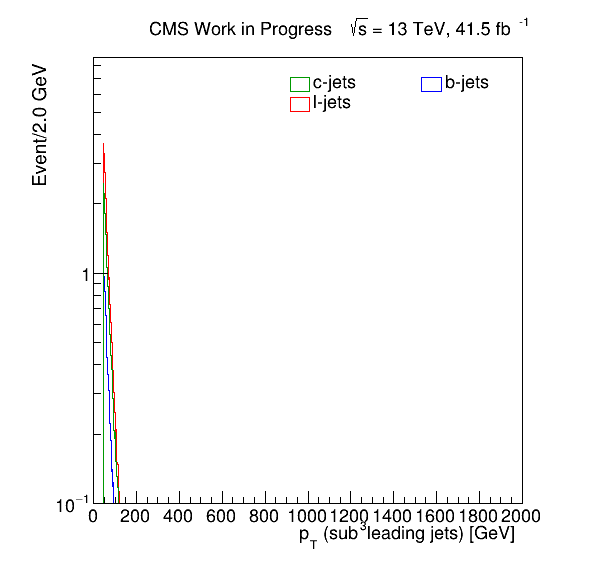 CMS Work in Progress √s = 13 TeV, 41.5 fb⁻¹
Event/2.0 GeV
c-jets b-jets
l-jets
1
10⁻¹
0 200 400 600 800 1000 1200 1400 1600 1800 2000
p_T (sub³leading jets) [GeV]